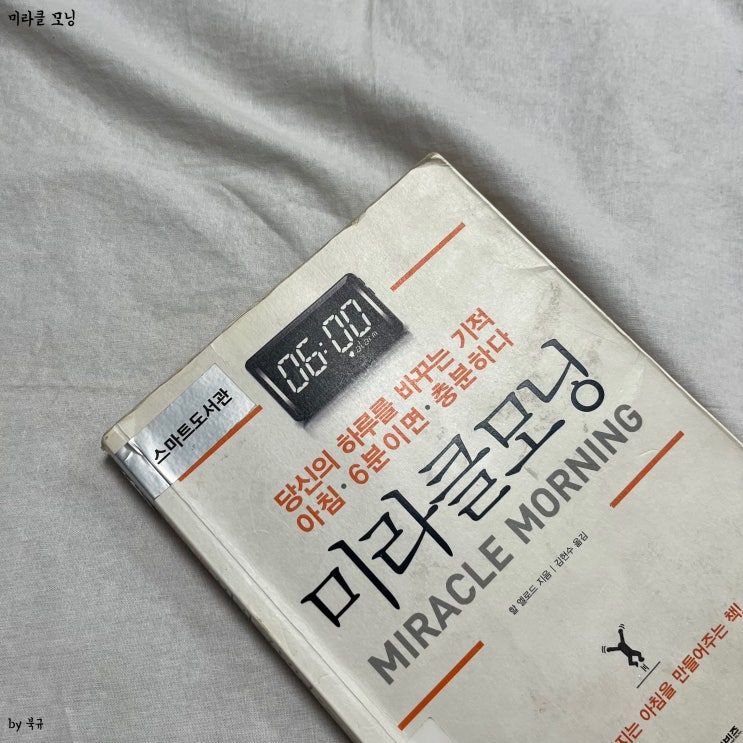 미라클 모닝
06:00
alarm
스마트도서관
당신의 하루를 바꾸는 기적
아침·6분이면·충분하다
미라클모닝
MIRACLE MORNING
할 엘로드 지음 | 김현수 옮김
지는 아침을 만들어주는 책!
by 북규